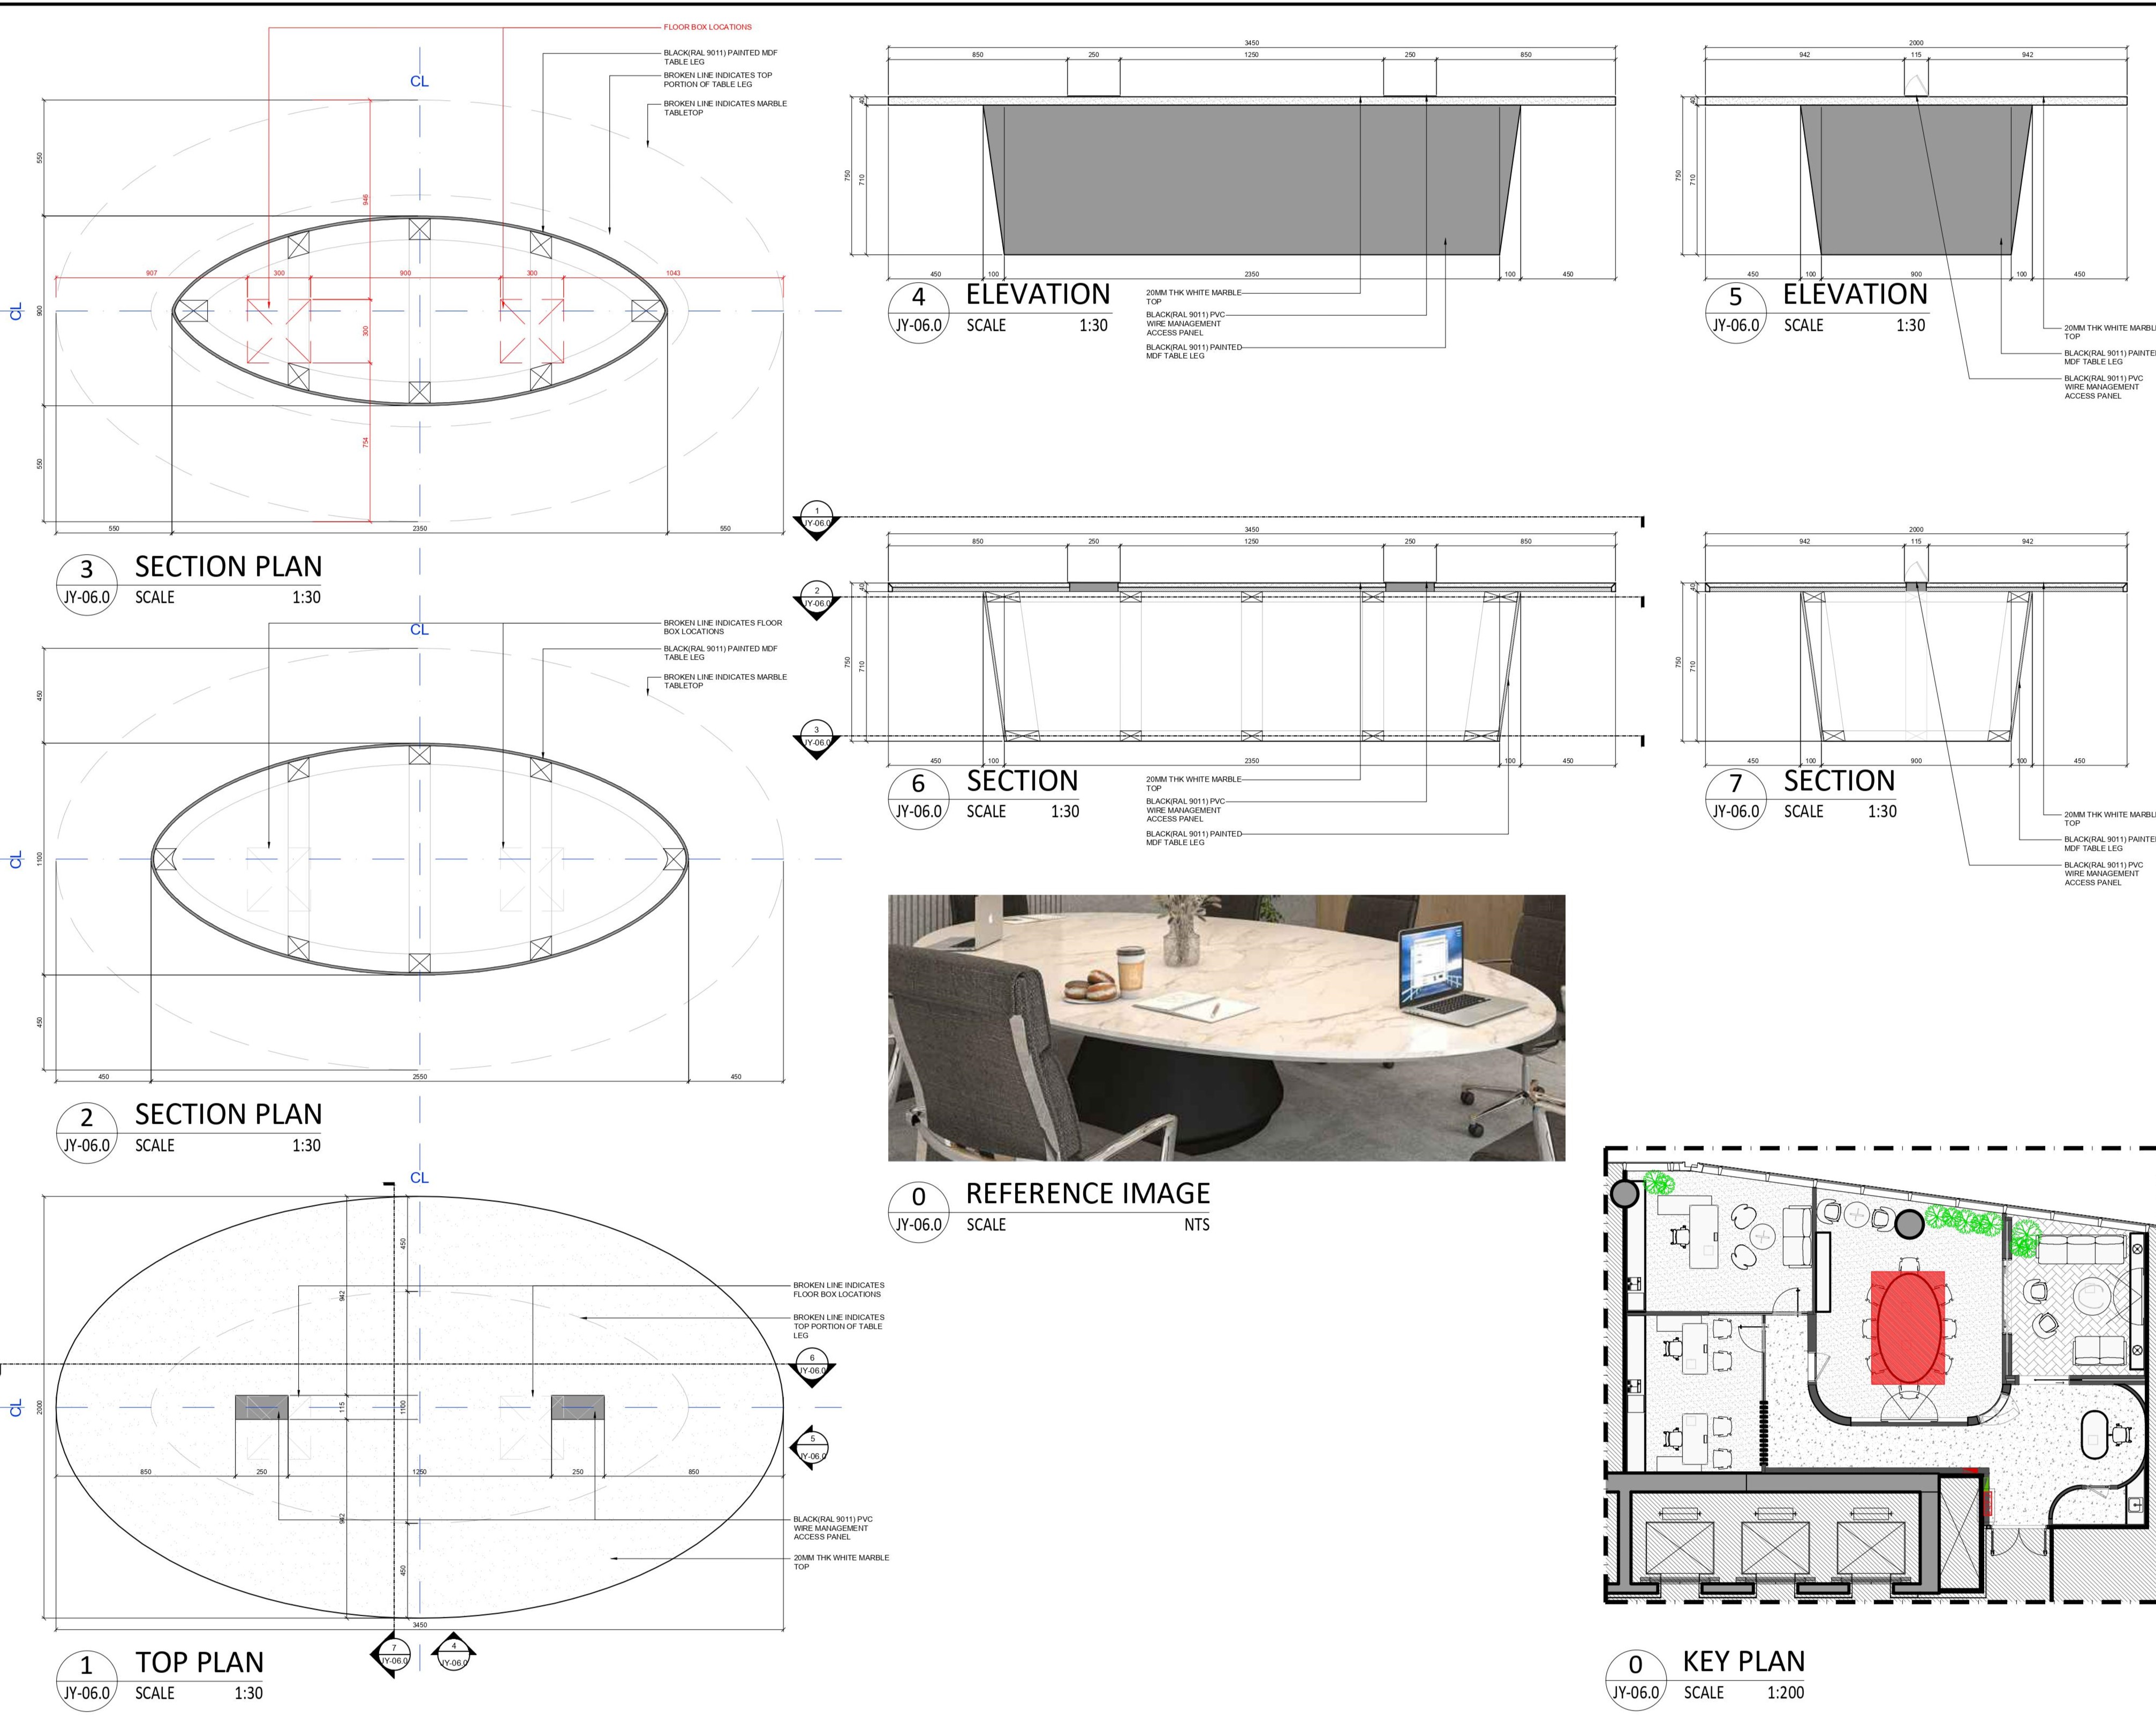 FLOOR BOX LOCATIONS
BLACK(RAL 9011) PAINTED MDF
TABLE LEG
BROKEN LINE INDICATES TOP
PORTION OF TABLE LEG
BROKEN LINE INDICATES MARBLE
TABLETOP
CL
CL
550
900
550
946
300
754
907
300
900
300
1043
550
2350
550
3
JY-06.0
SECTION PLAN
SCALE 1:30
CL
BROKEN LINE INDICATES FLOOR
BOX LOCATIONS
BLACK(RAL 9011) PAINTED MDF
TABLE LEG
BROKEN LINE INDICATES MARBLE
TABLETOP
CL
450
1100
450
450
2550
450
2
JY-06.0
SECTION PLAN
SCALE 1:30
CL
CL
2000
450
942
115
1100
942
450
850
250
1250
250
850
3450
BROKEN LINE INDICATES
FLOOR BOX LOCATIONS
BROKEN LINE INDICATES
TOP PORTION OF TABLE
LEG
6
JY-06.0
5
JY-06.0
BLACK(RAL 9011) PVC
WIRE MANAGEMENT
ACCESS PANEL
20MM THK WHITE MARBLE
TOP
7
JY-06.0
4
JY-06.0
1
JY-06.0
TOP PLAN
SCALE 1:30
3450
850
250
1250
250
850
40
750
710
450
100
2350
100
450
4
JY-06.0
ELEVATION
SCALE 1:30
20MM THK WHITE MARBLE
TOP
BLACK(RAL 9011) PVC
WIRE MANAGEMENT
ACCESS PANEL
BLACK(RAL 9011) PAINTED
MDF TABLE LEG
2000
942
115
942
40
750
710
450
100
900
100
450
5
JY-06.0
ELEVATION
SCALE 1:30
20MM THK WHITE MARBL
TOP
BLACK(RAL 9011) PAINTE
MDF TABLE LEG
BLACK(RAL 9011) PVC
WIRE MANAGEMENT
ACCESS PANEL
1
JY-06.0
2
JY-06.0
3
JY-06.0
3450
850
250
1250
250
850
40
750
710
450
100
2350
100
450
6
JY-06.0
SECTION
SCALE 1:30
20MM THK WHITE MARBLE
TOP
BLACK(RAL 9011) PVC
WIRE MANAGEMENT
ACCESS PANEL
BLACK(RAL 9011) PAINTED
MDF TABLE LEG
2000
942
115
942
40
750
710
450
100
900
100
450
7
JY-06.0
SECTION
SCALE 1:30
20MM THK WHITE MARBL
TOP
BLACK(RAL 9011) PAINTE
MDF TABLE LEG
BLACK(RAL 9011) PVC
WIRE MANAGEMENT
ACCESS PANEL
0
JY-06.0
REFERENCE IMAGE
SCALE NTS
0
JY-06.0
KEY PLAN
SCALE 1:200